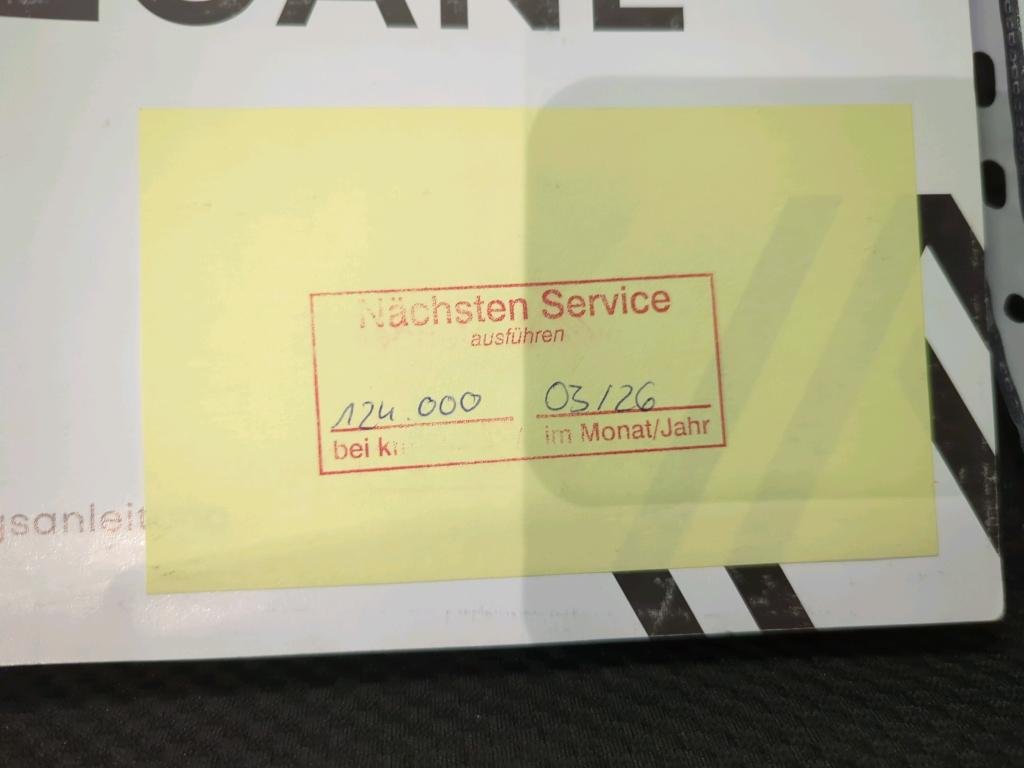 Nächsten Service
ausführen
124.000 03/26
bei km im Monat/Jahr